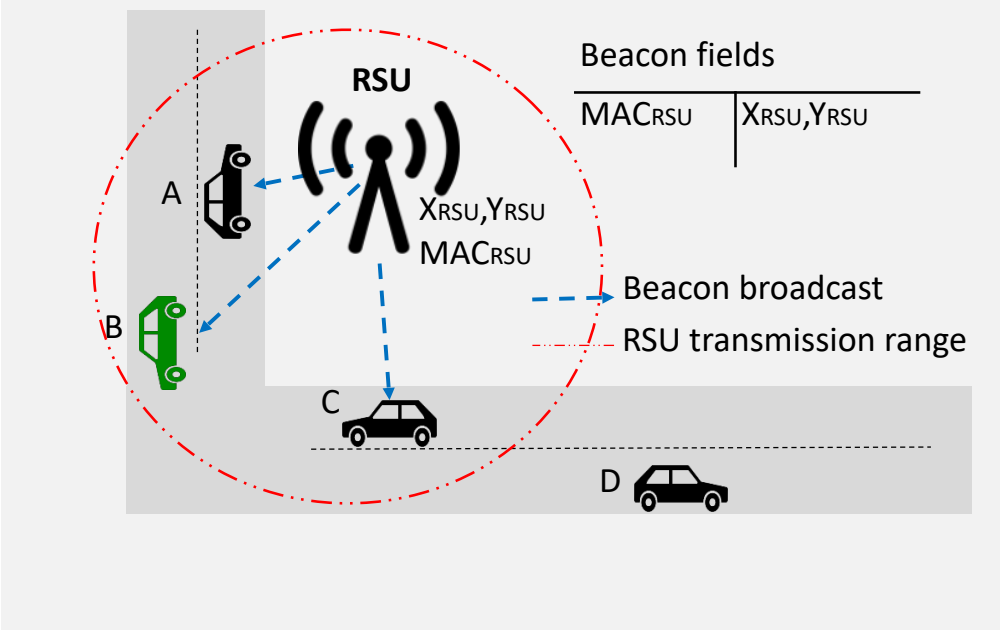 Beacon fields
RSU
MACRSU
XRSU,YRSU
A
XRSU,YRSU
MACRSU
Beacon broadcast
B
RSU transmission range
C
D